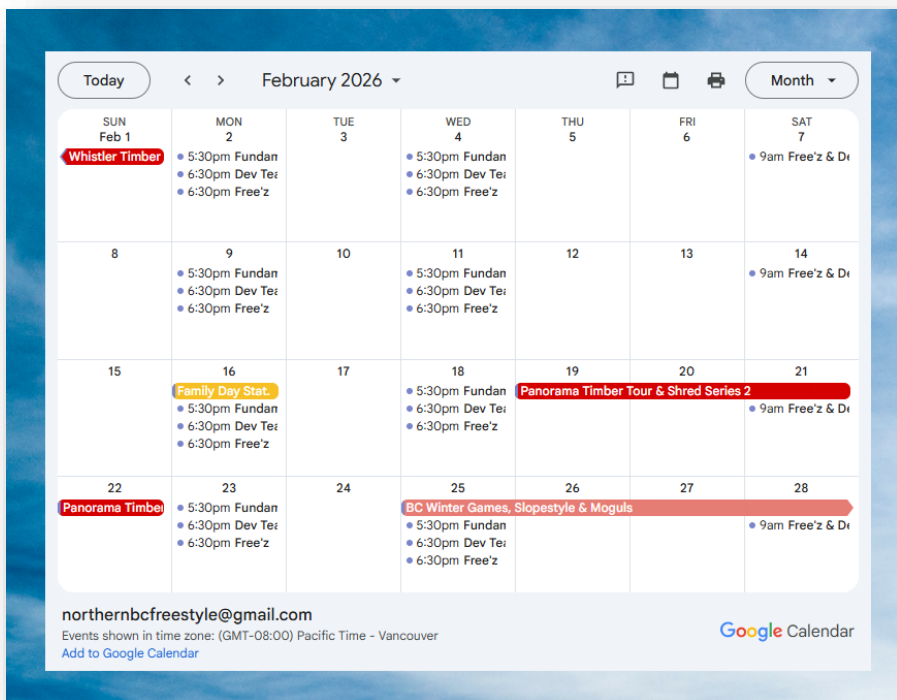 Today
February 2026
Month
SUN MON TUE WED THU FRI SAT
Feb 1 2 3 4 5 6 7
Whistler Timber
5:30pm Fundam
6:30pm Dev Tea
6:30pm Free'z
5:30pm Fundam
6:30pm Dev Tea
6:30pm Free'z
9am Free'z & De
8 9 10 11 12 13 14
5:30pm Fundam
6:30pm Dev Tea
6:30pm Free'z
5:30pm Fundam
6:30pm Dev Tea
6:30pm Free'z
9am Free'z & De
15 16 17 18 19 20 21
Family Day Stat.
5:30pm Fundam
6:30pm Dev Tea
6:30pm Free'z
5:30pm Fundam
6:30pm Dev Tea
6:30pm Free'z
Panorama Timber Tour & Shred Series 2
9am Free'z & De
22 23 24 25 26 27 28
Panorama Timber
5:30pm Fundam
6:30pm Dev Tea
6:30pm Free'z
BC Winter Games, Slopestyle & Moguls
5:30pm Fundam
6:30pm Dev Tea
6:30pm Free'z
9am Free'z & De
northernbcfreestyle@gmail.com
Events shown in time zone: (GMT-08:00) Pacific Time - Vancouver
Add to Google Calendar
Google Calendar